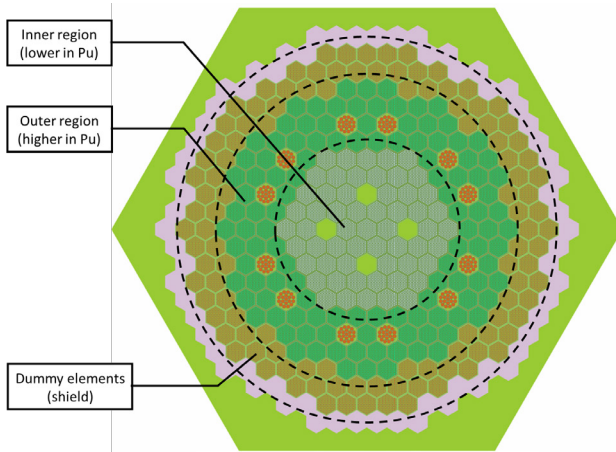 Inner region
(lower in Pu)
Outer region
(higher in Pu)
Dummy elements
(shield)